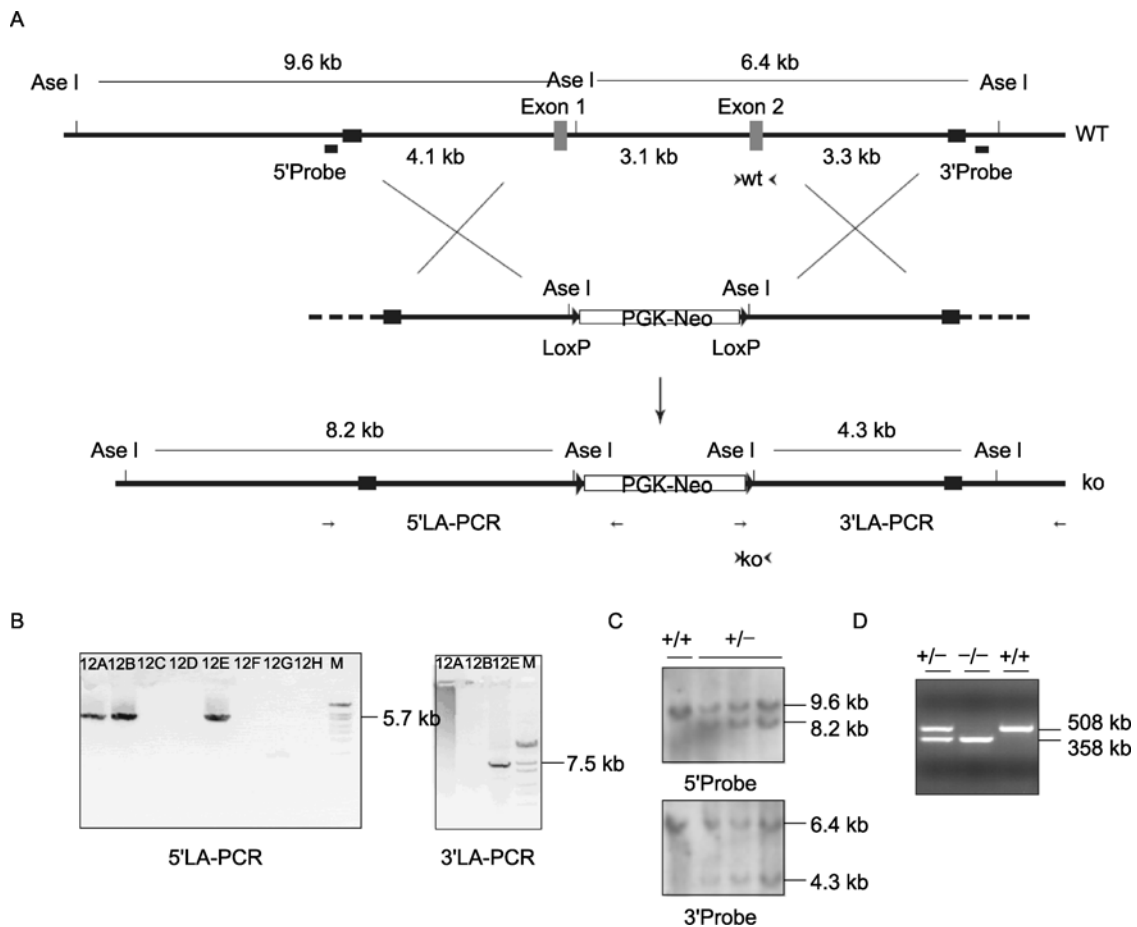 A
9.6 kb
6.4 kb
Ase I
Ase I
Ase I
Exon 1
Exon 2
WT
5'Probe
4.1 kb
3.1 kb
3.3 kb
3'Probe
wt
Ase I
Ase I
PGK-Neo
LoxP
LoxP
8.2 kb
4.3 kb
Ase I
Ase I
Ase I
Ase I
PGK-Neo
ko
5'LA-PCR
3'LA-PCR
ko
B
12A 12B 12C 12D 12E 12F 12G 12H M
5.7 kb
5'LA-PCR
12A 12B 12E M
7.5 kb
3'LA-PCR
C
+/+ +/–
9.6 kb
8.2 kb
5'Probe
6.4 kb
4.3 kb
3'Probe
D
+/– –/– +/+
508 kb
358 kb